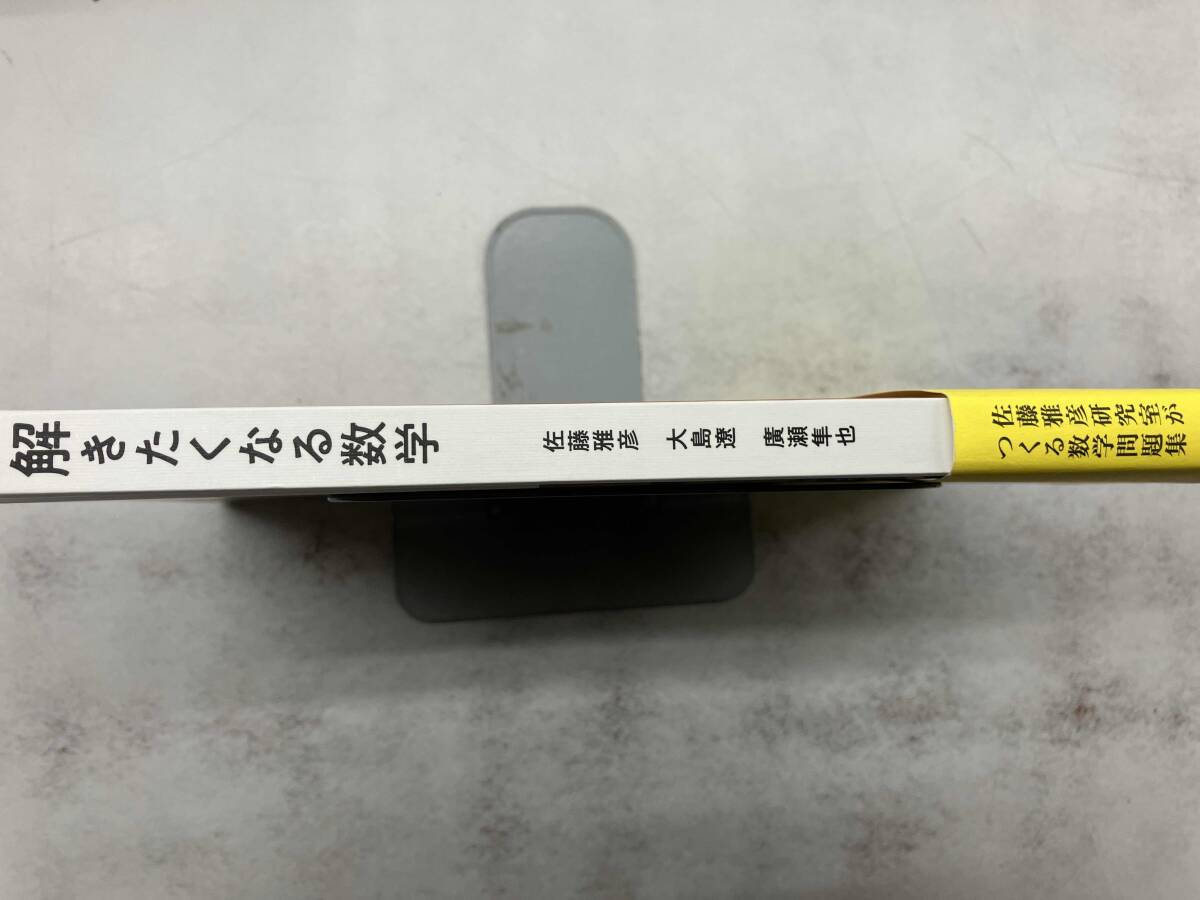 解きたくなる数学
佐藤雅彦 大島遼 廣瀬隼也
佐藤雅彦研究室が
つくる数学問題集